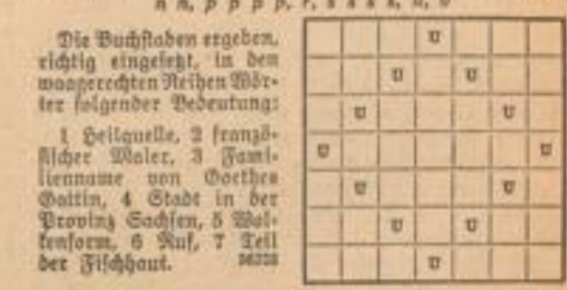 n n, p p p p, r, s s s s, u, u
Die Buchstaben ergeben,
richtig eingesetzt, in den
waagerechten Reihen Wör-
ter folgender Bedeutung:
1 Heilquelle, 2 franzö-
sischer Maler, 3 Fami-
lienname von Goethes
Gattin, 4 Stadt in der
Provinz Sachsen, 5 Wol-
kenform, 6 Ruf, 7 Teil
der Fischhaut.
U
U U
U U
U U
U U
U U
U